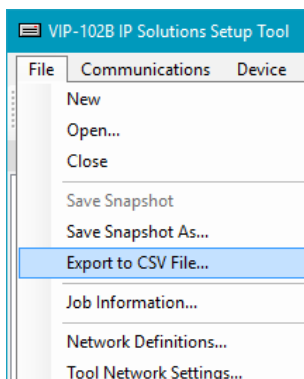 VIP-102B IP Solutions Setup Tool
File Communications Device
New
Open...
Close
Save Snapshot
Save Snapshot As...
Export to CSV File...
Job Information...
Network Definitions...
Tool Network Settings...